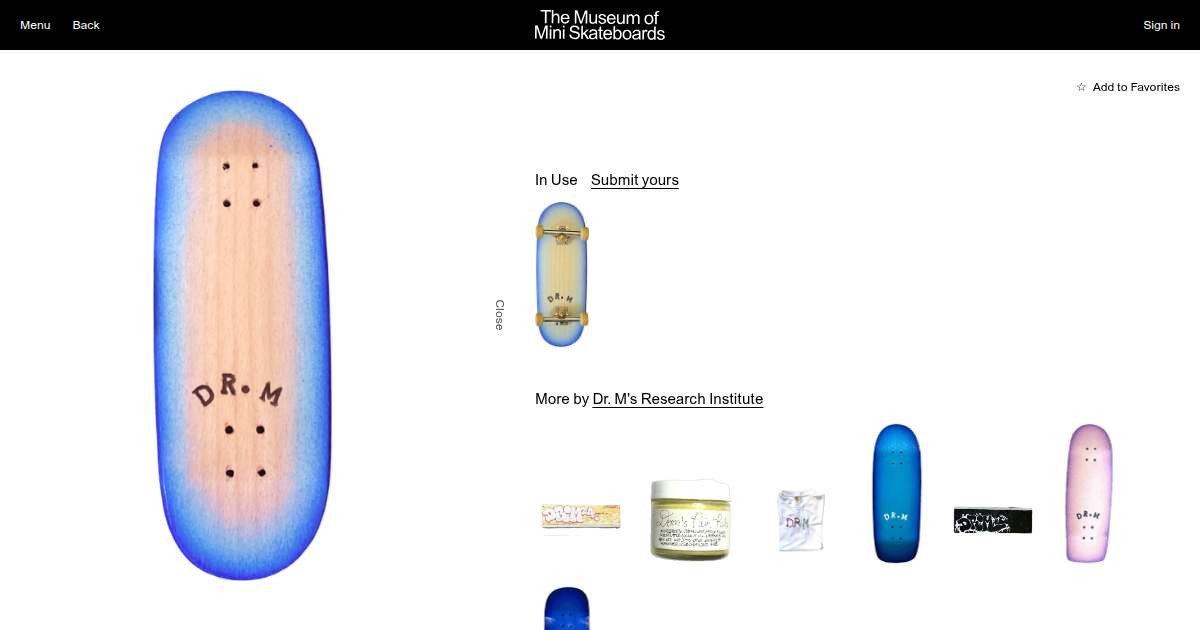 Menu
Back
The Museum of
Mini Skateboards
Sign in
☆ Add to Favorites
DR. M
In Use
Submit yours
DR. M
Close
More by Dr. M's Research Institute
DR M
DR. M
DR. M